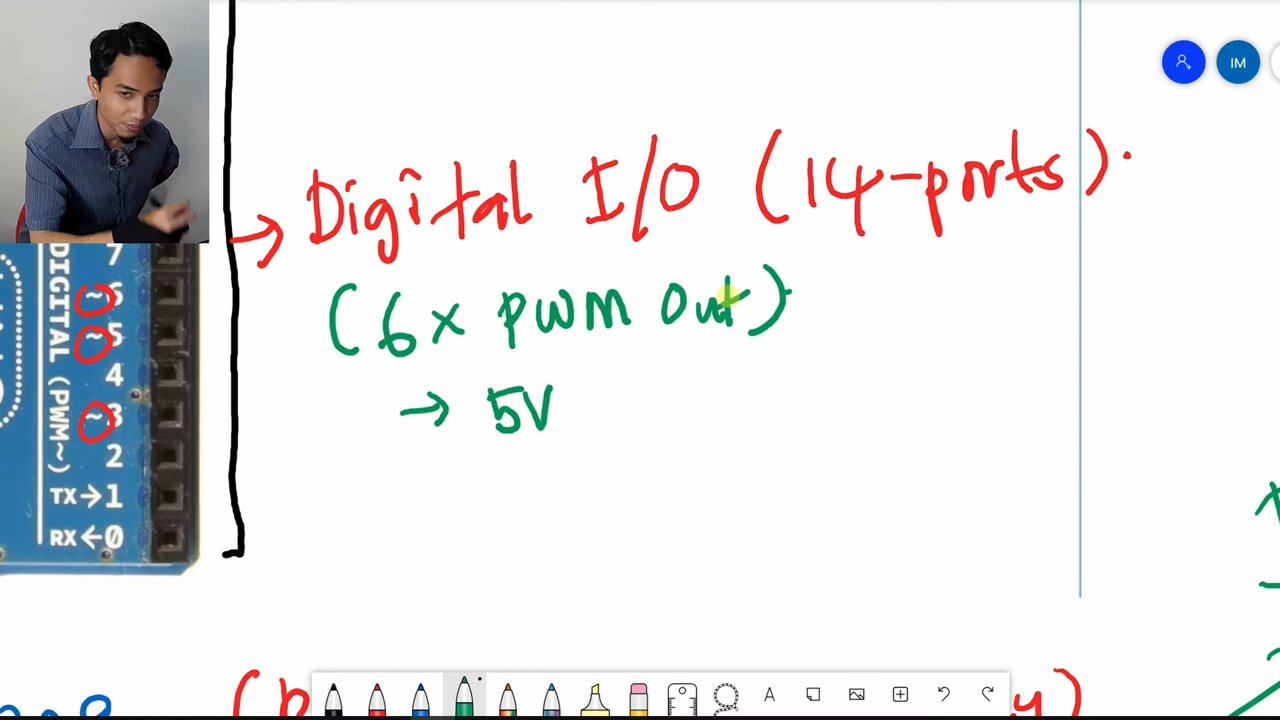 IM
→ Digital I/O (14-ports).
(6x PWM Out).
→ 5V
DIGITAL (PWM~)
7
~6
~5
4
~3
2
TX→1
RX←0
A